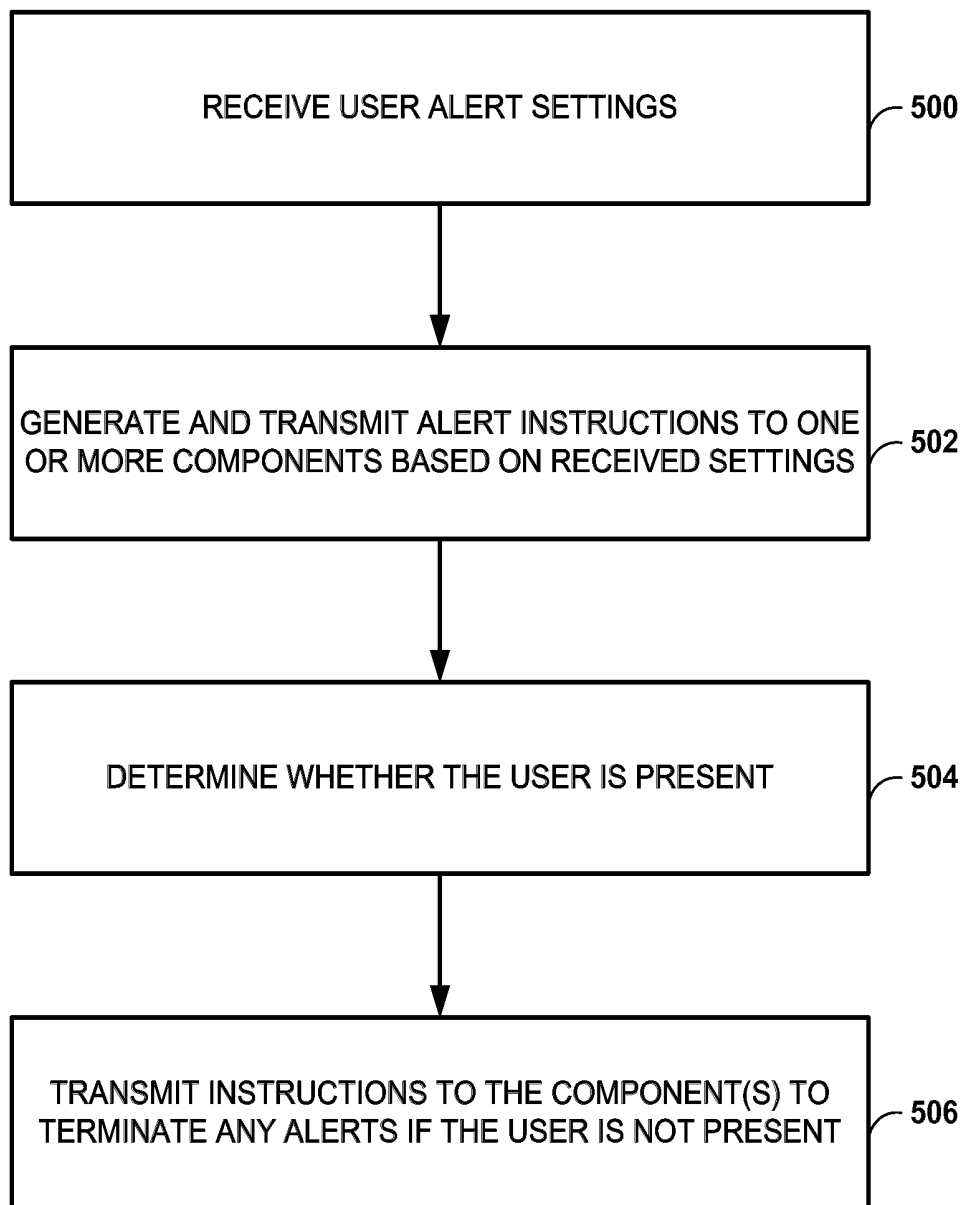 RECEIVE USER ALERT SETTINGS
500
GENERATE AND TRANSMIT ALERT INSTRUCTIONS TO ONE
OR MORE COMPONENTS BASED ON RECEIVED SETTINGS
502
DETERMINE WHETHER THE USER IS PRESENT
504
TRANSMIT INSTRUCTIONS TO THE COMPONENT(S) TO
TERMINATE ANY ALERTS IF THE USER IS NOT PRESENT
506